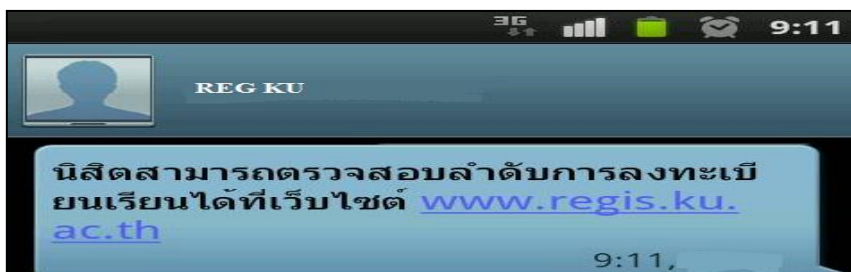 3G 9:11
REG KU
นิสิตสามารถตรวจสอบลำดับการลงทะเบี
ยนเรียนได้ที่เว็บไซต์ www.regis.ku.
ac.th
9:11,